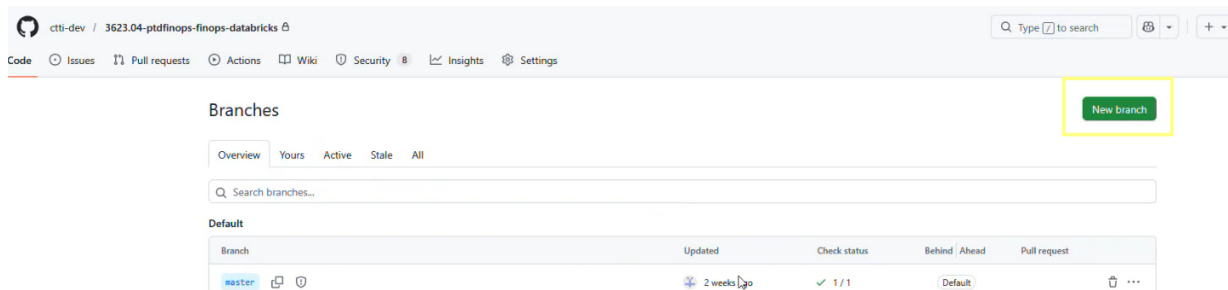 ctti-dev / 3623.04-ptdfinops-finops-databricks
Type / to search
Code Issues Pull requests Actions Wiki Security 8 Insights Settings
Branches
New branch
Overview Yours Active Stale All
Search branches...
Default
Branch Updated Check status Behind Ahead Pull request
master 2 weeks ago 1 / 1 Default